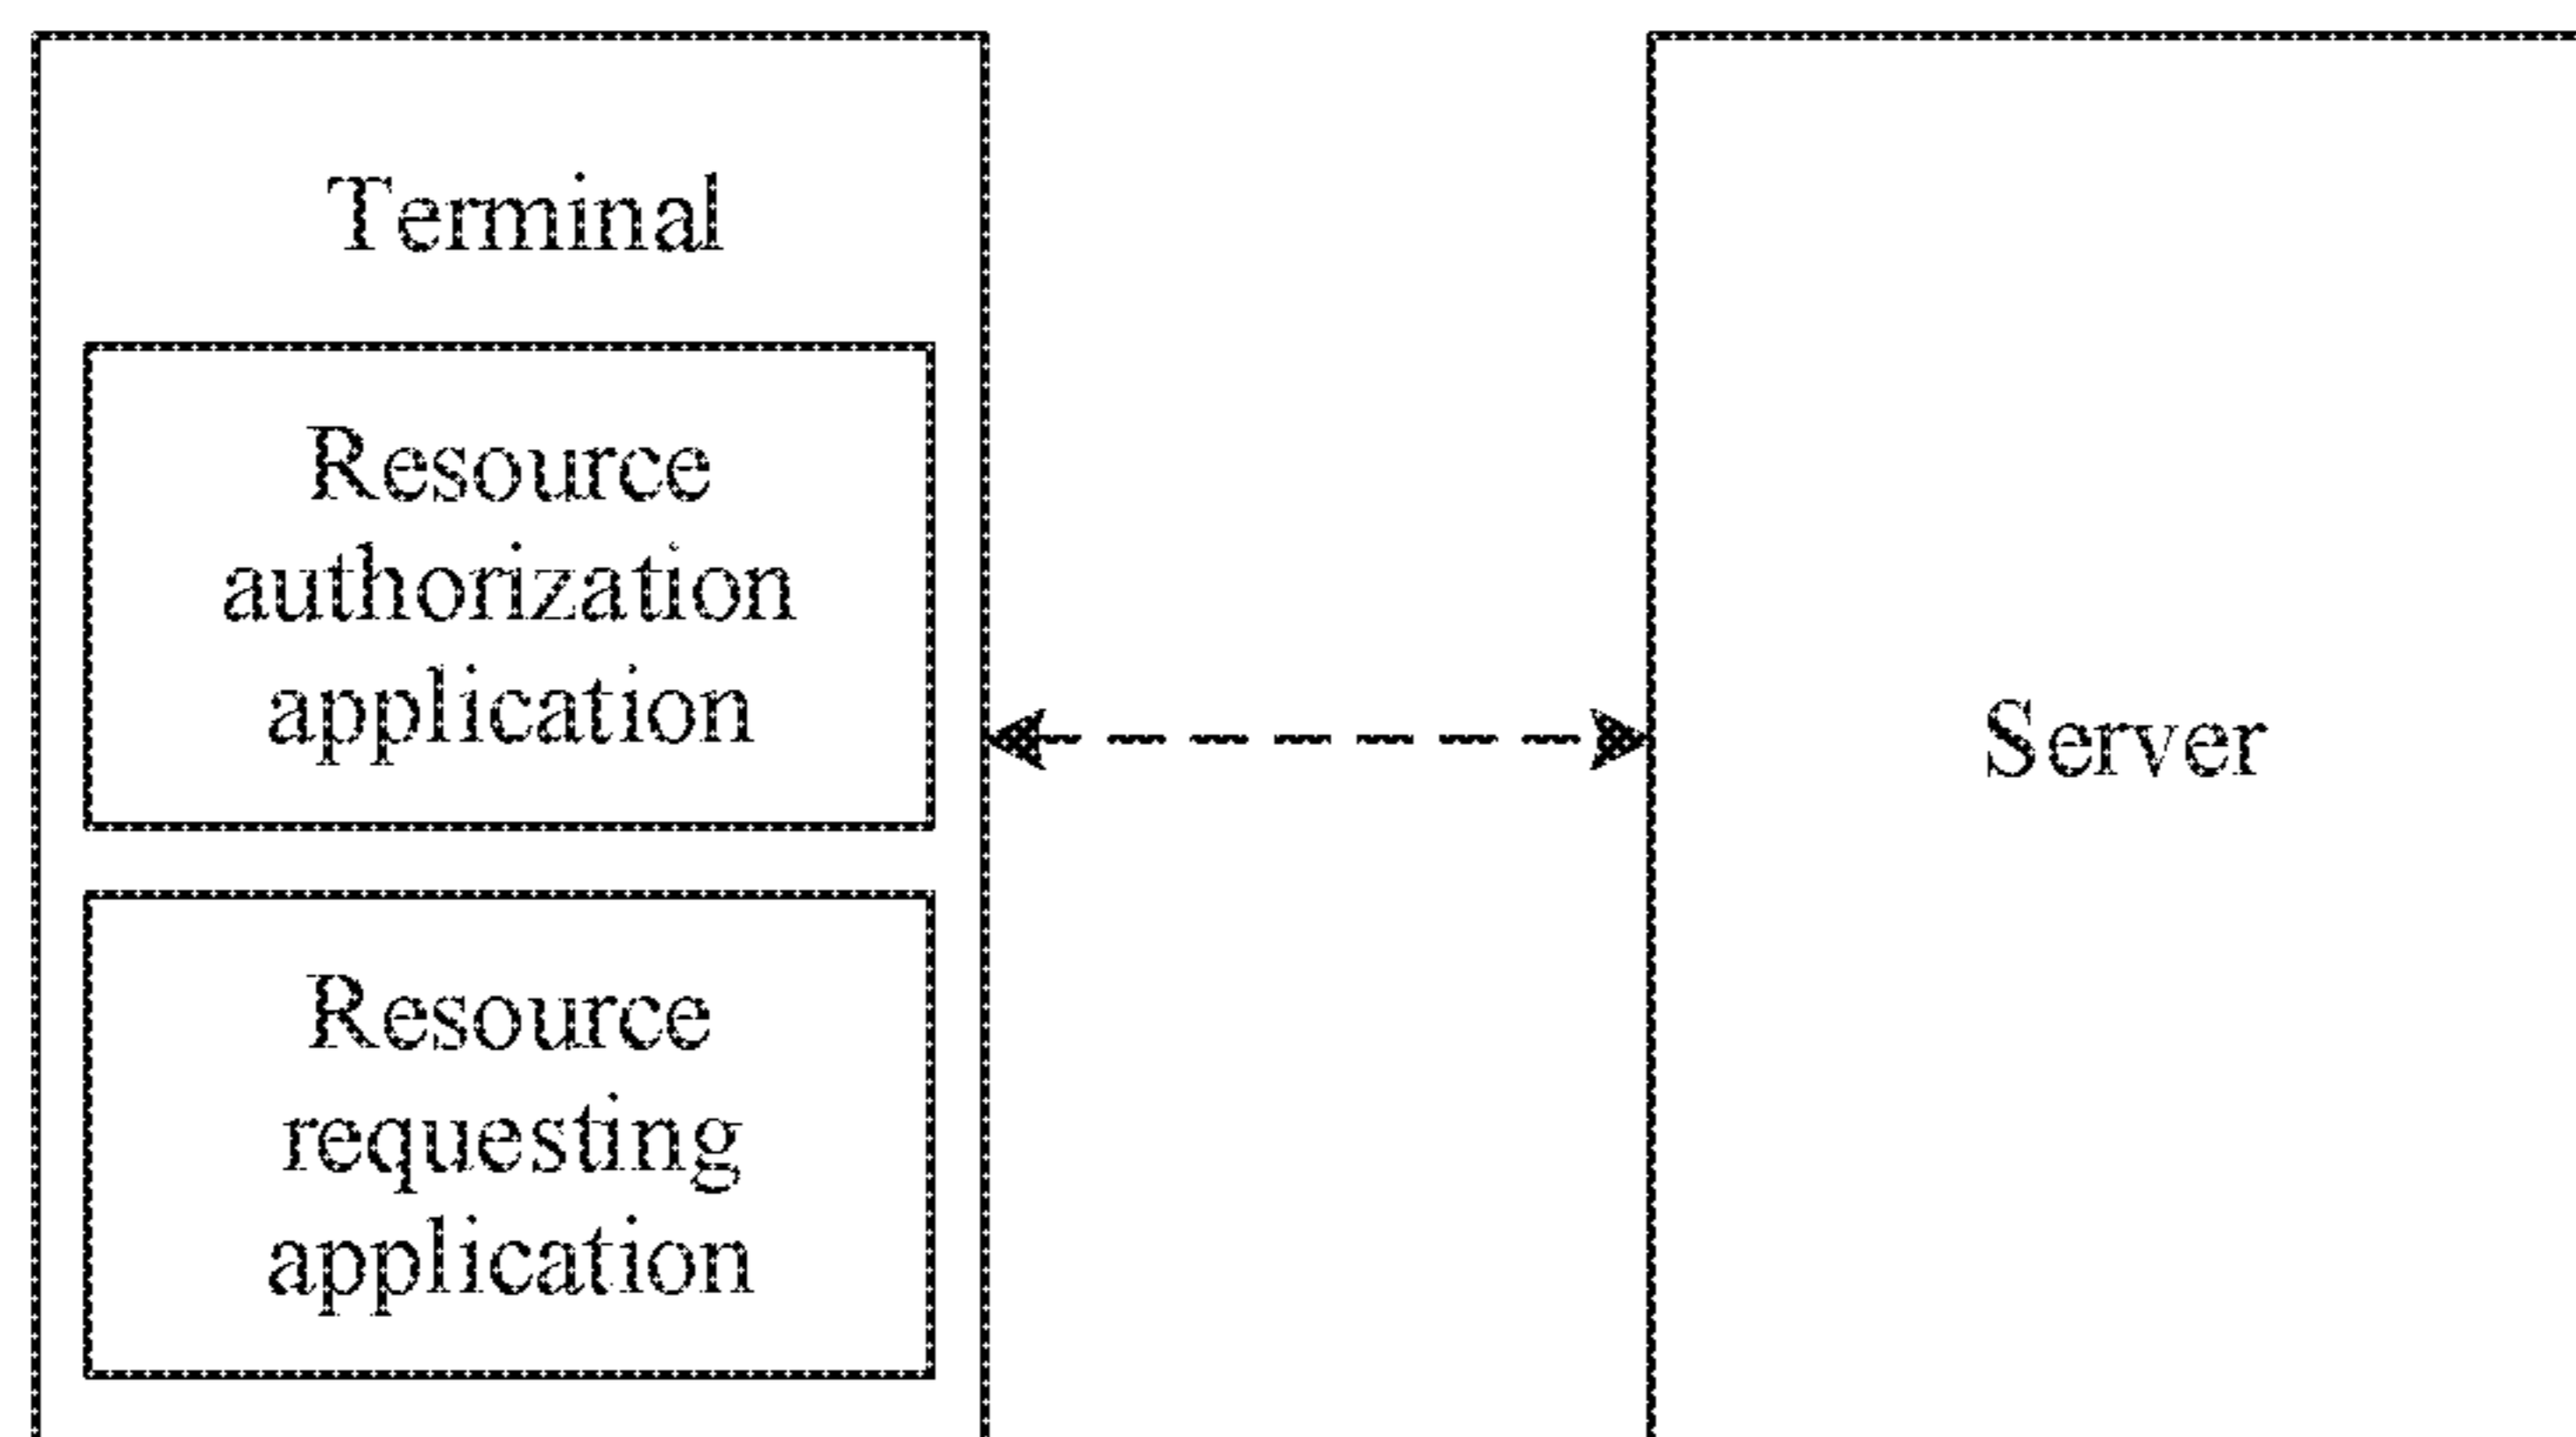 Terminal
Resource
authorization
application
Server
Resource
requesting
application